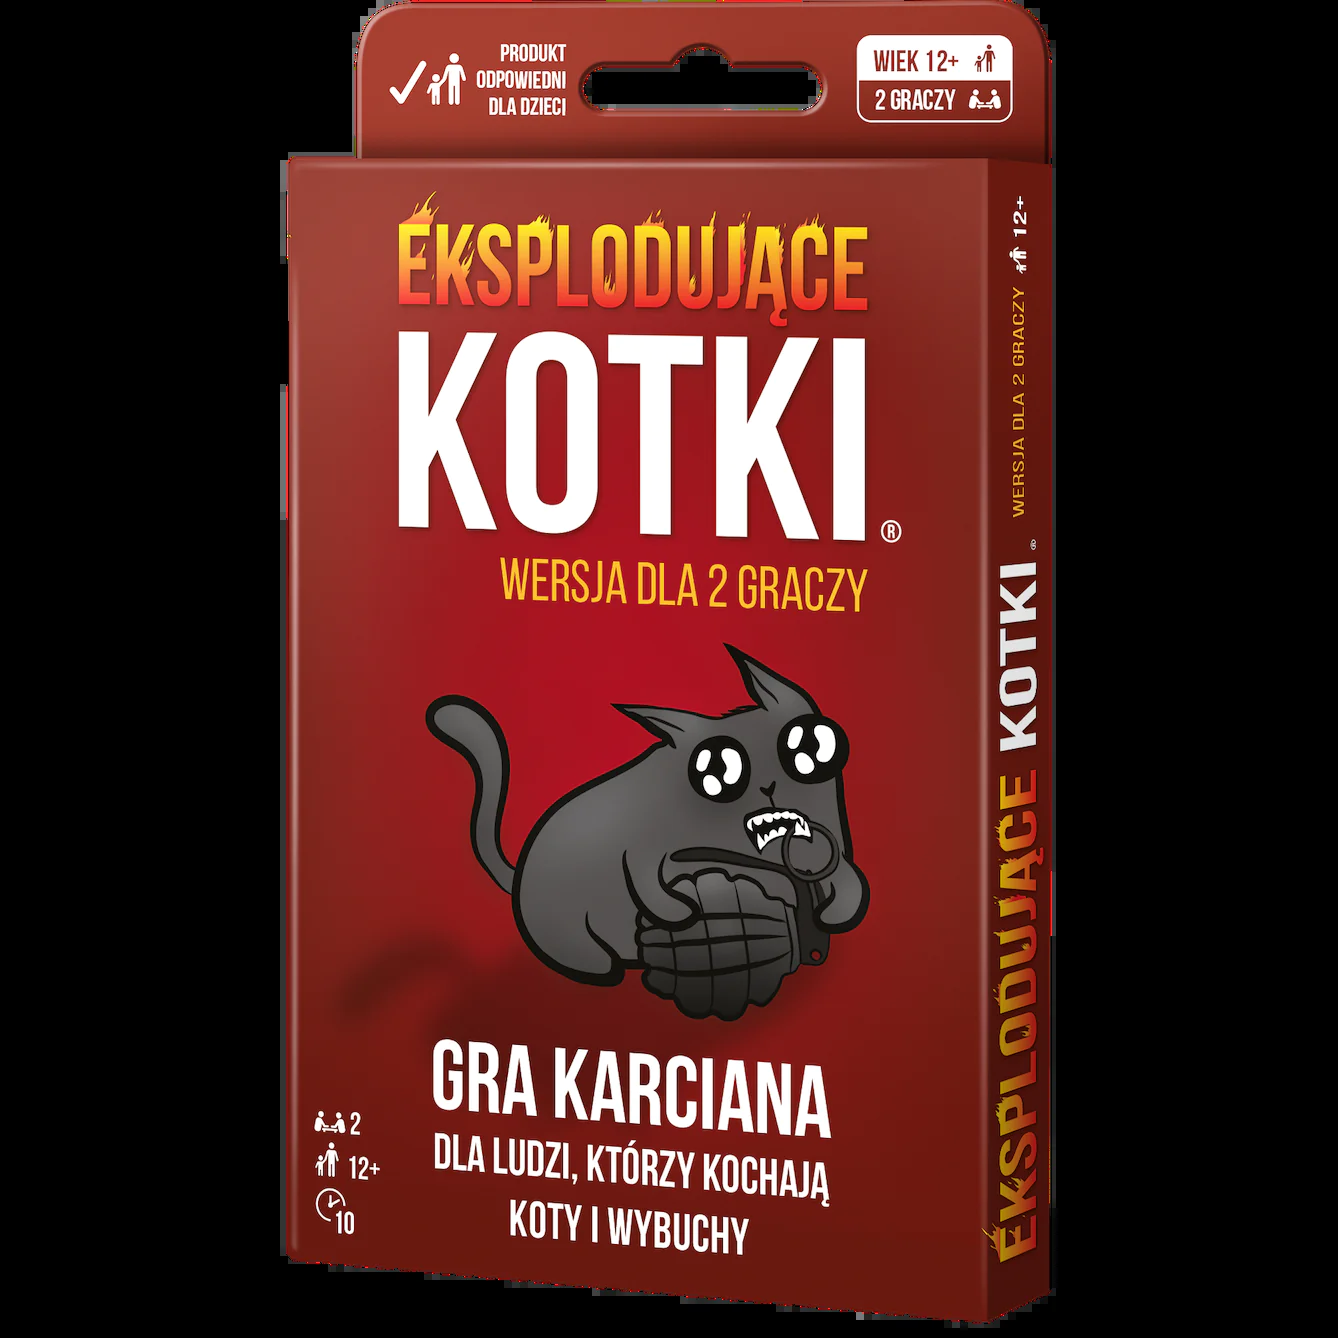 PRODUKT
ODPOWIEDNI
DLA DZIECI
WIEK 12+
2 GRACZY
EKSPLODUJĄCE
KOTKI®
WERSJA DLA 2 GRACZY
GRA KARCIANA
DLA LUDZI, KTÓRZY KOCHAJĄ
KOTY I WYBUCHY
2
12+
10
EKSPLODUJĄCE KOTKI® WERSJA DLA 2 GRACZY 12+